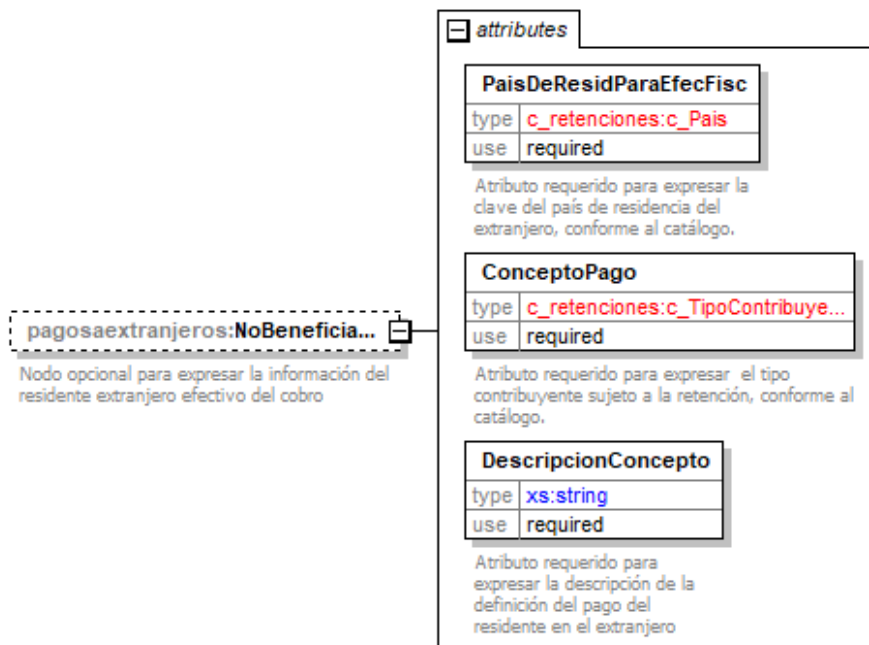 attributes
PaisDeResidParaEfecFisc
type c_retenciones:c_Pais
use required
Atributo requerido para expresar la
clave del país de residencia del
extranjero, conforme al catálogo.
ConceptoPago
type c_retenciones:c_TipoContribuye...
use required
Atributo requerido para expresar el tipo
contribuyente sujeto a la retención, conforme al
catálogo.
pagosaextranjeros:NoBeneficia...
Nodo opcional para expresar la información del
residente extranjero efectivo del cobro
DescripcionConcepto
type xs:string
use required
Atributo requerido para
expresar la descripción de la
definición del pago del
residente en el extranjero